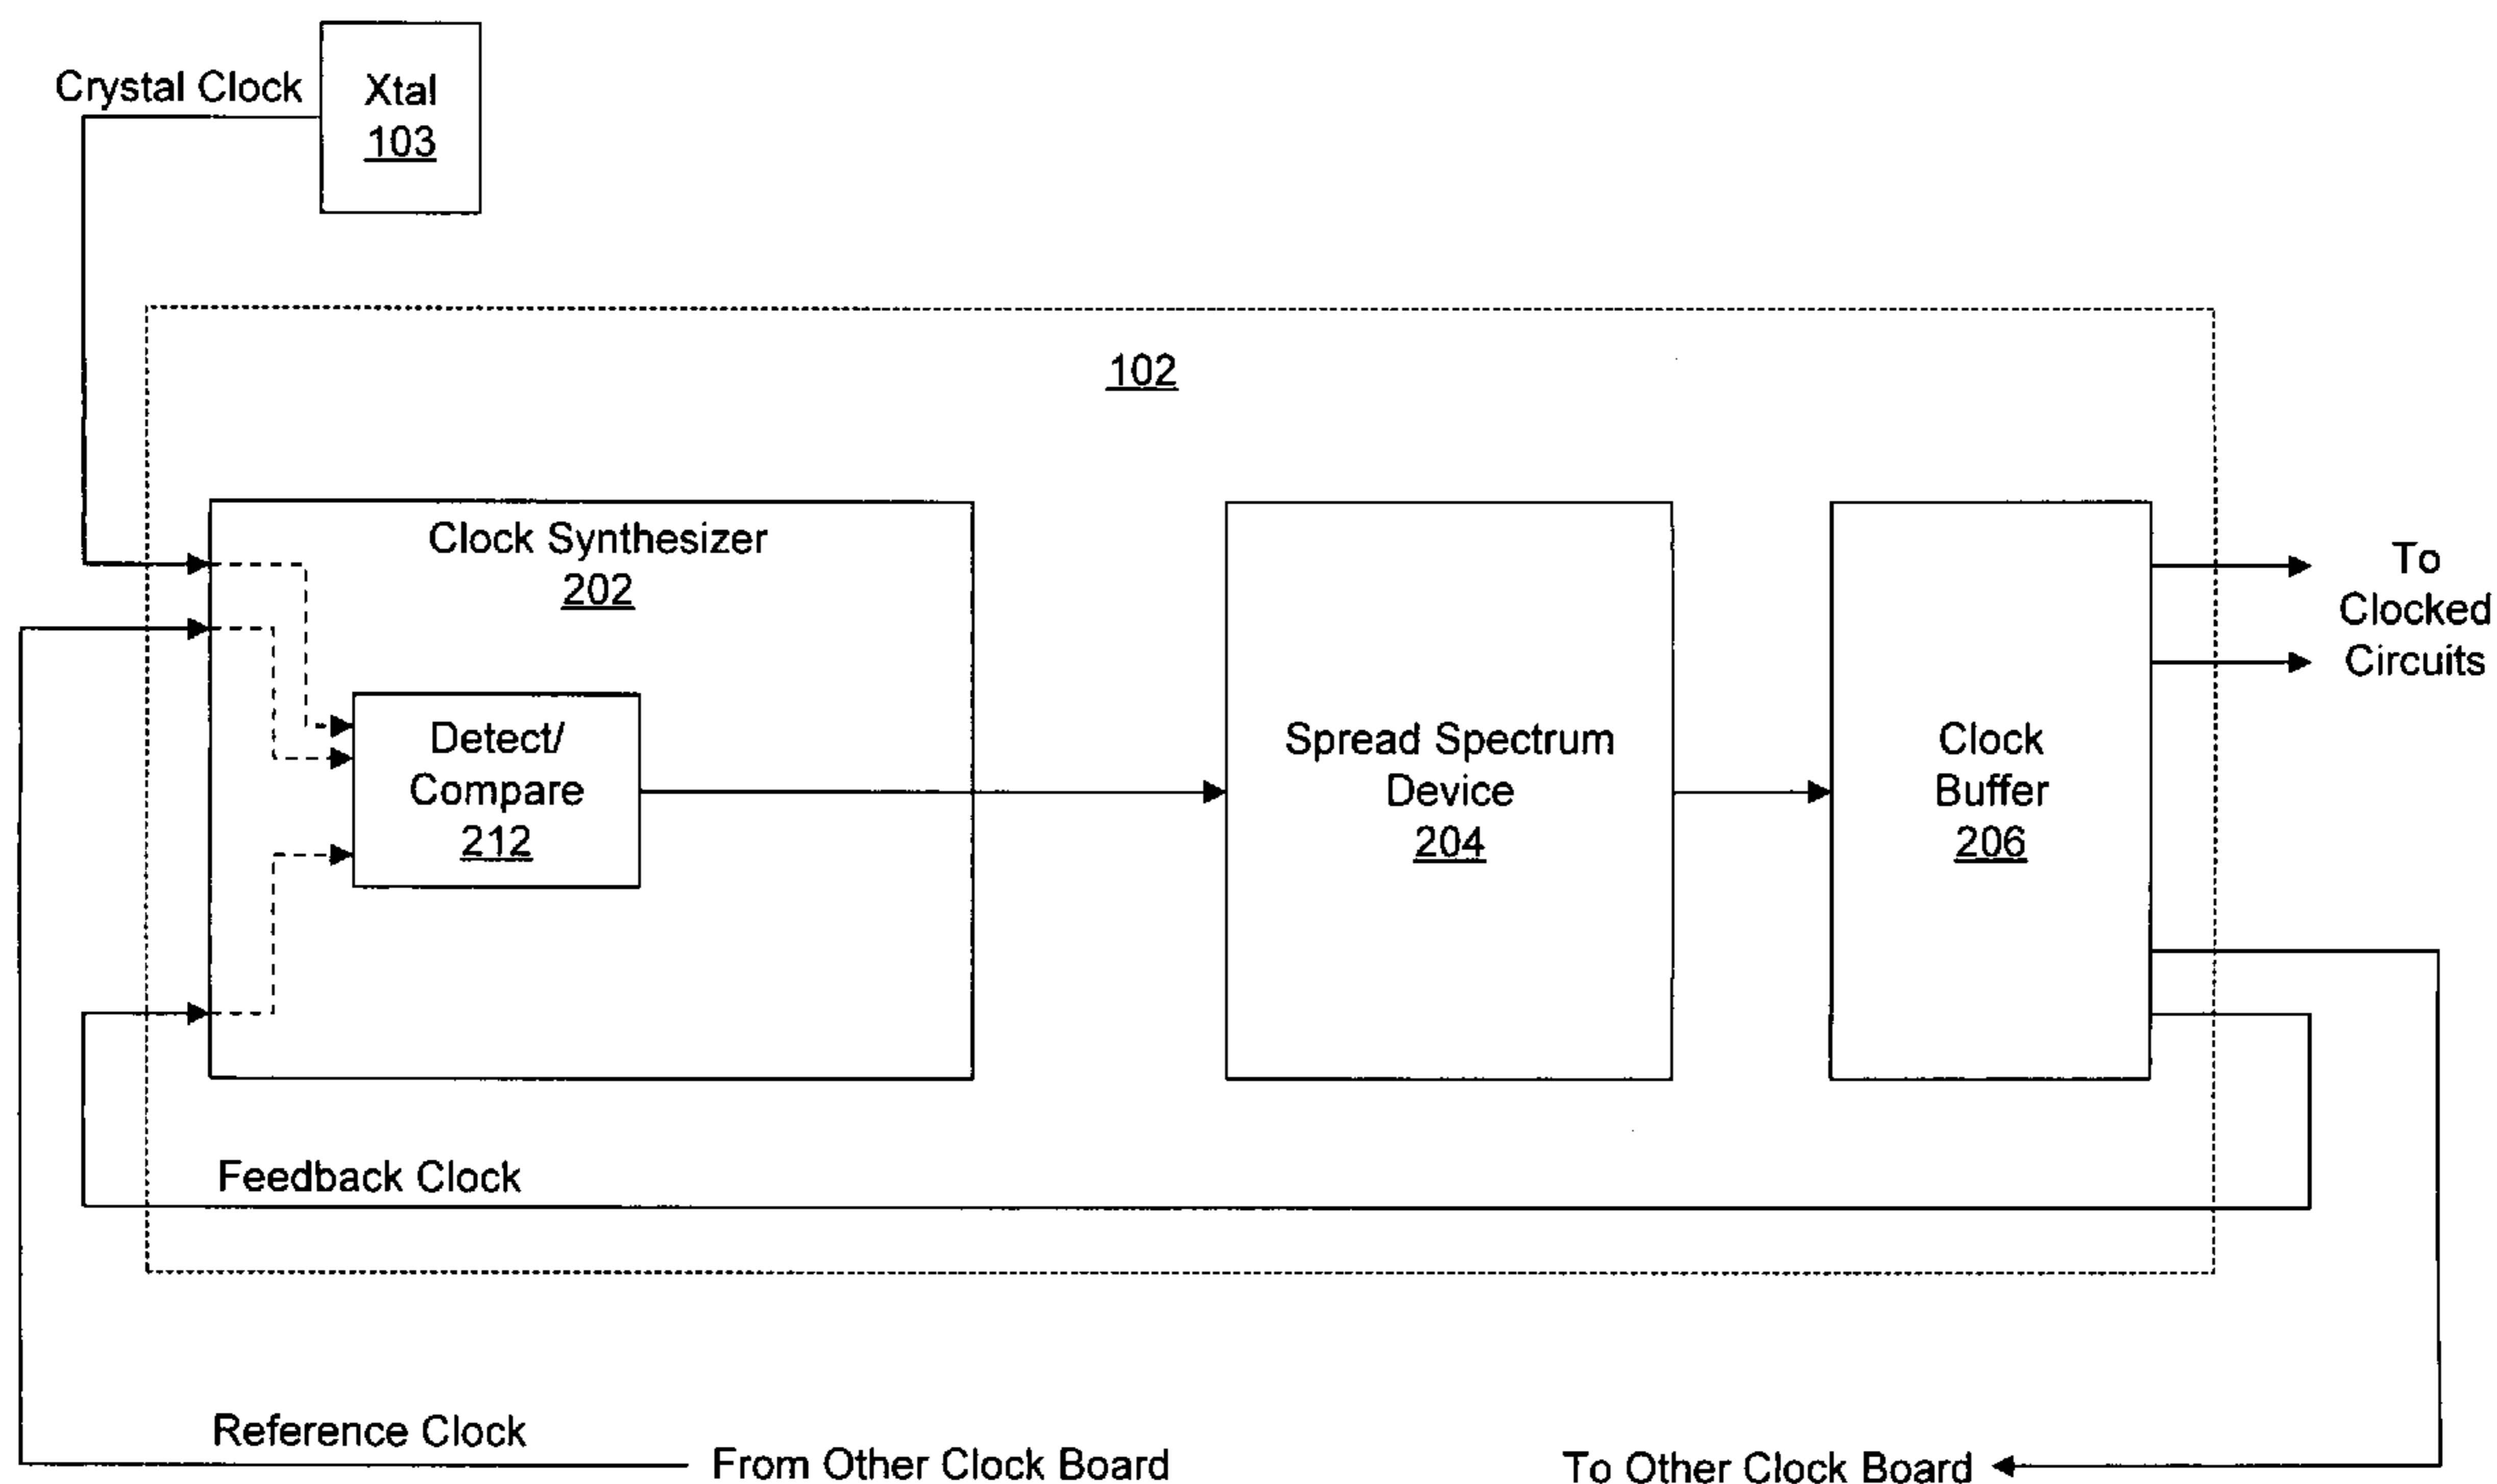 Crystal Clock
Xtal
103
102
Clock Synthesizer
202
Detect/
Compare
212
Spread Spectrum
Device
204
Clock
Buffer
206
To
Clocked
Circuits
Feedback Clock
Reference Clock
From Other Clock Board
To Other Clock Board